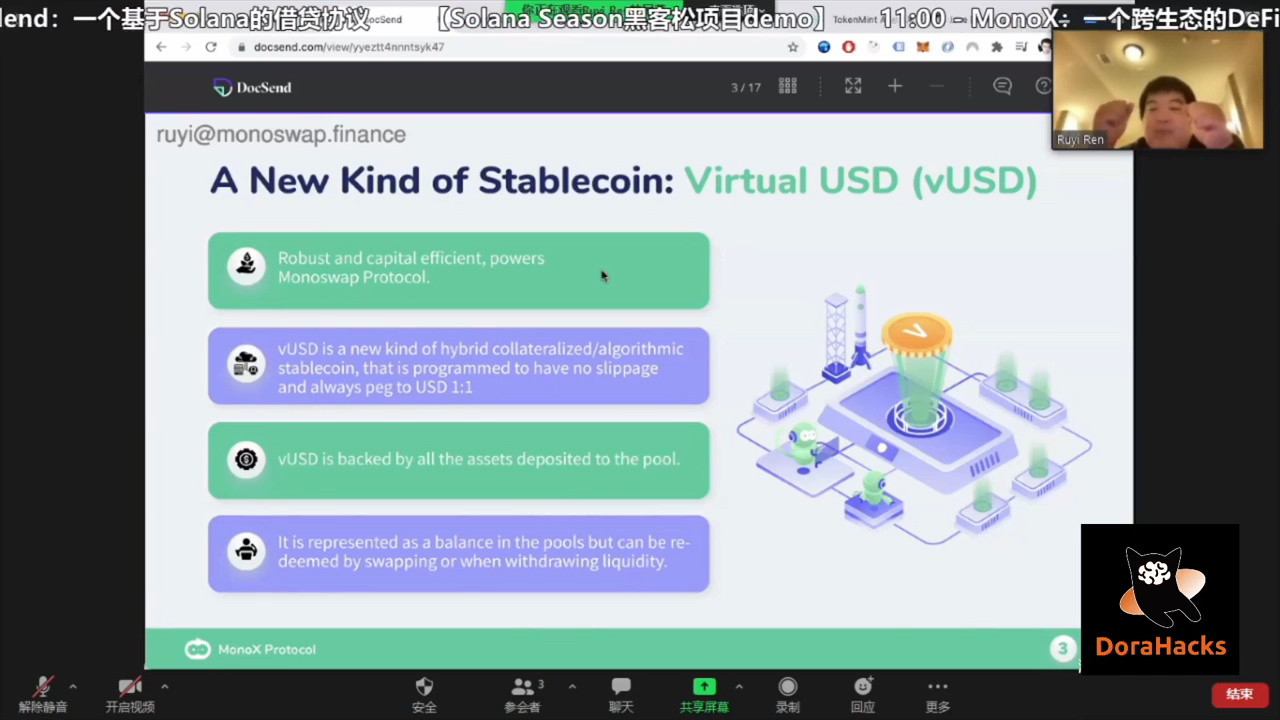 lend：一个基于Solana的借贷协议 【Solana Season黑客松项目demo】 11:00 - MonoX：一个跨生态的DeFi
TokenMint
docsend.com/view/yyeztt4nnntsyk47
DocSend
3 / 17
Ruyi Ren
ruyi@monoswap.finance
A New Kind of Stablecoin: Virtual USD (vUSD)
Robust and capital efficient, powers
Monoswap Protocol.
vUSD is a new kind of hybrid collateralized/algorithmic
stablecoin, that is programmed to have no slippage
and always peg to USD 1:1
vUSD is backed by all the assets deposited to the pool.
It is represented as a balance in the pools but can be re-
deemed by swapping or when withdrawing liquidity.
MonoX Protocol
3
DoraHacks
解除静音
开启视频
安全
3
参会者
聊天
共享屏幕
录制
回应
更多
结束